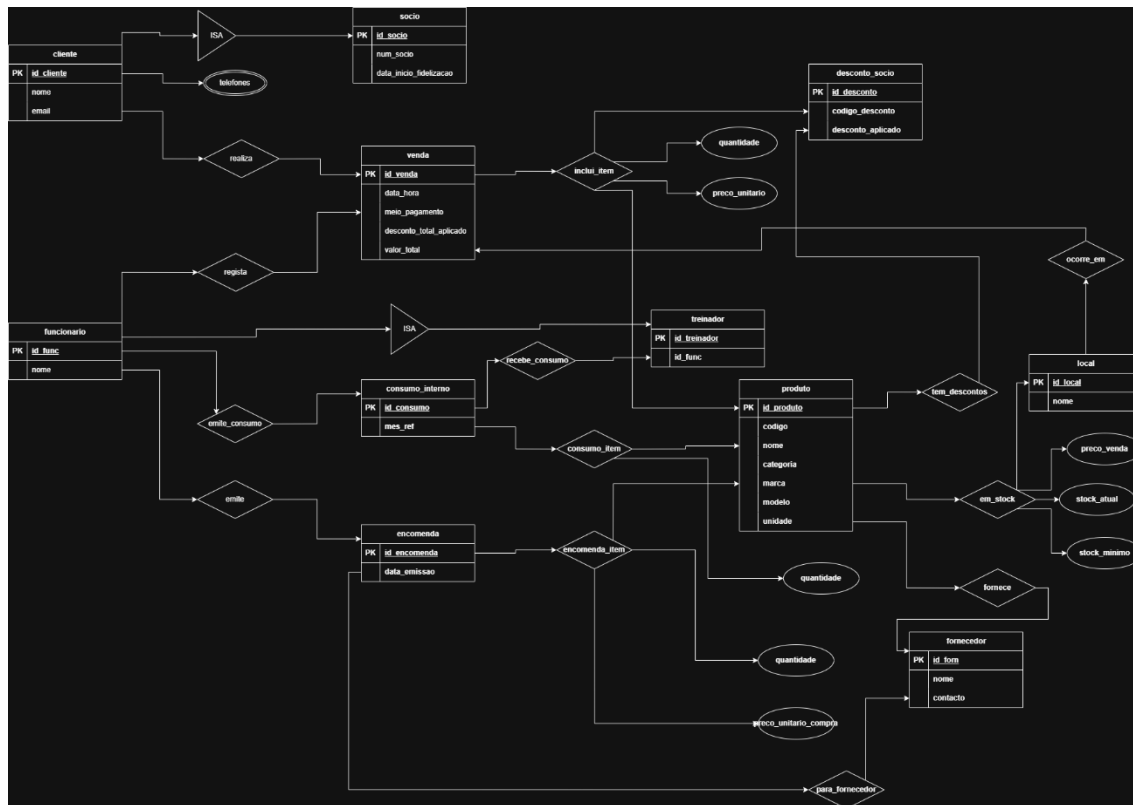 socio
PK id_socio
num_socio
data_inicio_fidelizacao
ISA
cliente
PK id_cliente
nome
email
telefones
desconto_socio
PK id_desconto
codigo_desconto
desconto_aplicado
realiza
venda
PK id_venda
data_hora
meio_pagamento
desconto_total_aplicado
valor_total
inclui_item
quantidade
preco_unitario
ocorre_em
regista
funcionario
PK id_func
nome
ISA
treinador
PK id_treinador
id_func
recebe_consumo
local
PK id_local
nome
consumo_interno
PK id_consumo
mes_ref
emite_consumo
produto
PK id_produto
codigo
nome
categoria
marca
modelo
unidade
tem_descontos
consumo_item
preco_venda
em_stock
stock_atual
stock_minimo
emite
encomenda
PK id_encomenda
data_emissao
encomenda_item
quantidade
fornece
fornecedor
PK id_forn
nome
contacto
quantidade
preco_unitario_compra
para_fornecedor